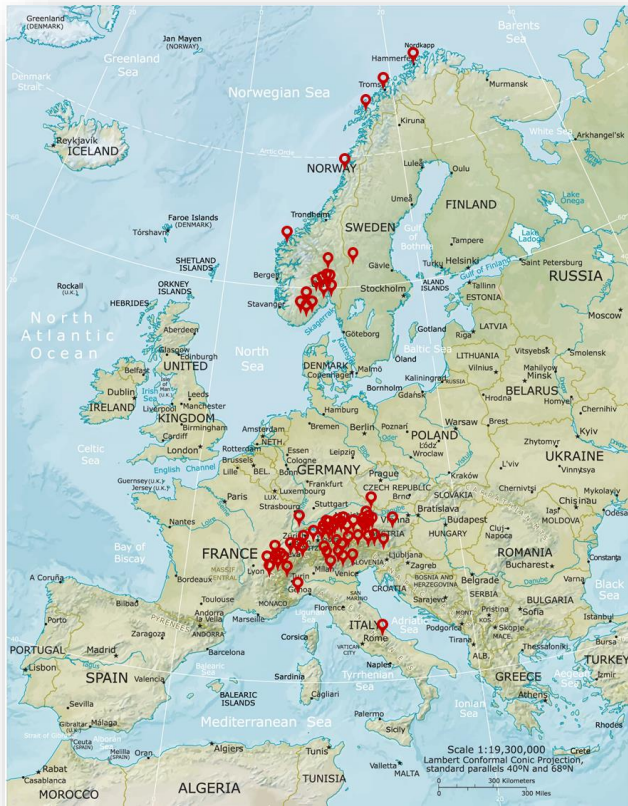 Greenland
(DENMARK)
Jan Mayen
(NORWAY)
Nordkapp
Barents
Sea
Greenland
Sea
Denmark
Strait
Norwegian Sea
Murmansk
Kiruna
Reykjavík
ICELAND
White Sea
Arkhangel'sk
Arctic Circle
NORWAY
Luleå
Oulu
Umeå
FINLAND
Lake
Onega
Lake
Ladoga
Trondheim
SWEDEN
Gulf
of
Bothnia
Faroe Islands
(DENMARK)
Tórshavn
Tampere
Helsinki
Turku
Gulf of Finland
Saint Petersburg
RUSSIA
SHETLAND
ISLANDS
Bergen
Gävle
ALAND
ISLANDS
Tallinn
ESTONIA
Rockall
(U.K.)
ORKNEY
ISLANDS
Stavanger
Stockholm
Moscow
HEBRIDES
Skagerrak
North
Atlantic
Ocean
Aberdeen
Göteborg
Gotland
LATVIA
Riga
North
Sea
Glasgow
Edinburgh
UNITED
KINGDOM
DENMARK
Copenhagen
Malmö
Öland
Baltic Sea
LITHUANIA
Vitsyebsk
Smolensk
Belfast
Isle
of
Man
(U.K.)
Vilnius
Mahilyow
Minsk
Bornholm
Kaliningrad
RUSSIA
Dublin
Irish
Sea
Leeds
Manchester
Liverpool
IRELAND
Gdańsk
Hrodna
BELARUS
Homyel'
Hamburg
Chernihiv
Birmingham
Cardiff
London
Amsterdam
NETH.
Bremen
Berlin
Poznań
POLAND
Warsaw
Brest
Celtic
Sea
Rotterdam
Essen
Cologne
Bonn
Leipzig
Łódź
Wrocław
Zhytomyr
Kyiv
English Channel
Brussels
Lille
BEL.
GERMANY
Prague
Kraków
L'viv
UKRAINE
Vinnytsya
Guernsey (U.K.)
Jersey (U.K.)
LUX.
Luxembourg
Frankfurt
CZECH REPUBLIC
Brno
SLOVAKIA
Chernivtsi
Paris
Strasbourg
Stuttgart
Bratislava
Budapest
MOLDOVA
Chisinau
Mykolayiv
Odesa
Nantes
HUNGARY
Cluj-
Napoca
Iași
Bay of
Biscay
FRANCE
MASSIF
CENTRAL
Lyon
Bordeaux
Milan
Turin
Genoa
Venice
SLOVENIA
Ljubljana
Zagreb
CROATIA
ROMANIA
Bucharest
A Coruña
Toulouse
MONACO
Marseille
SAN
MARINO
BOSNIA AND
HERZEGOVINA
Sarajevo
Belgrade
SERBIA
Constanța
Varna
Black
Sea
Porto
Bilbao
PYRENEES
Andorra
la Vella
ANDORRA
Florence
MONT.
Podgorica
KOS.
Pristina
Sofia
BULGARIA
Zaragoza
Corsica
ITALY
Rome
VATICAN
CITY
Adriatic
Sea
Skopje
MACE.
Tirana
ALB.
Istanbul
Bursa
PORTUGAL
Lisbon
Madrid
Barcelona
Thessaloníki
TURKEY
SPAIN
Valencia
Balearic
Sea
BALEARIC
ISLANDS
Sardinia
Cágliari
Naples
Tyrrhenian
Sea
GREECE
Athens
Aegean
Sea
İzmir
Sevilla
Gibraltar
(U.K.)
Málaga
Mediterranean Sea
Palermo
Sicily
Ionian
Sea
Rhodes
Ceuta
(SPAIN)
Melilla
(SPAIN)
Alboran
Sea
Oran
Algiers
Tunis
Crete
Rabat
Casablanca
MOROCCO
ALGERIA
TUNISIA
Valletta
MALTA
Scale 1:19,300,000
Lambert Conformal Conic Projection,
standard parallels 40ºN and 68ºN
0
300 Kilometers
0
300 Miles